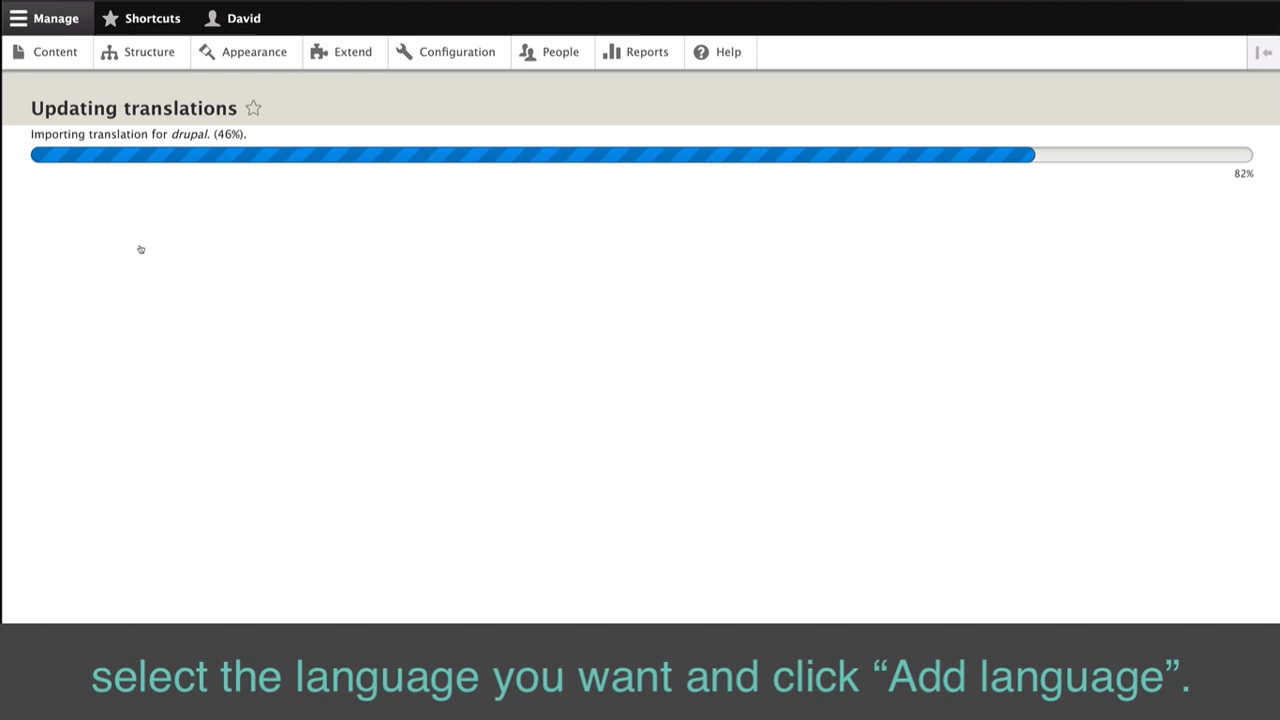 Manage Shortcuts David
Content Structure Appearance Extend Configuration People Reports Help
Updating translations
Importing translation for drupal. (46%).
82%
select the language you want and click “Add language”.